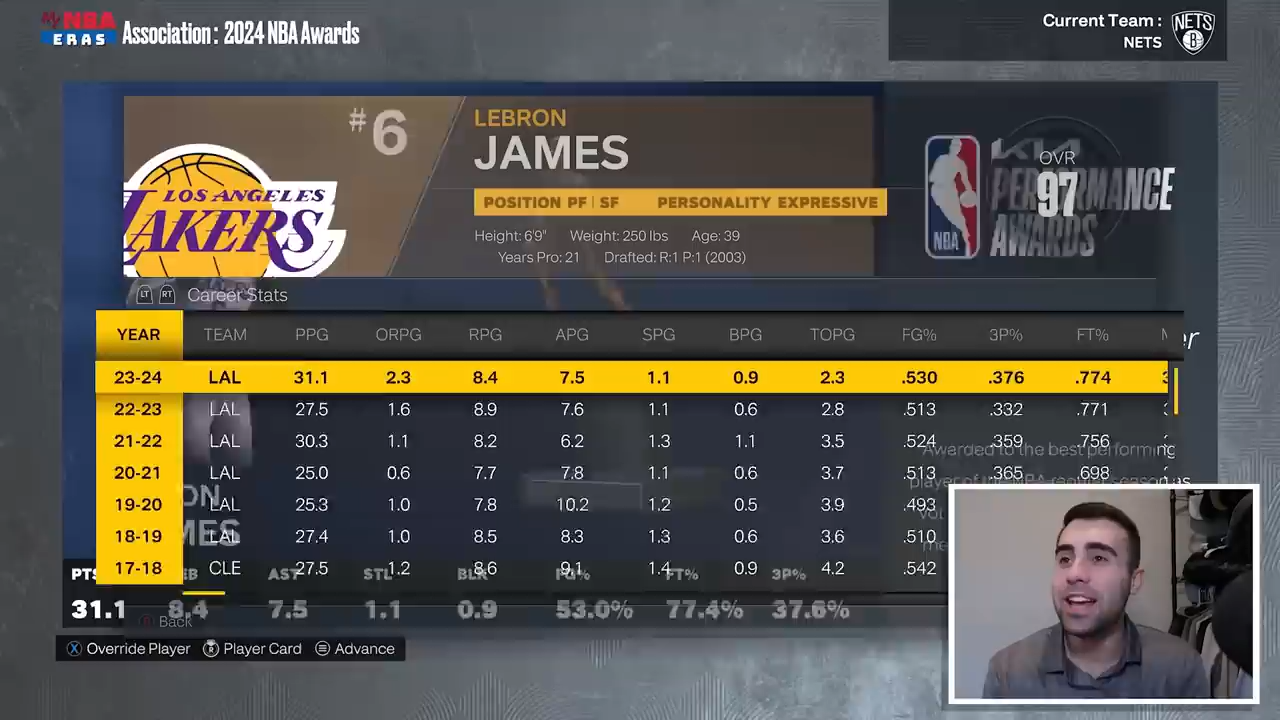 MyNBA ERAS Association: 2024 NBA Awards
Current Team :
NETS
NETS
B
#6
LEBRON
JAMES
LOS ANGELES
LAKERS
POSITION PF | SF PERSONALITY EXPRESSIVE
Height: 6'9" Weight: 250 lbs Age: 39
Years Pro: 21 Drafted: R:1 P:1 (2003)
NBA
KIA
PERFORMANCE
AWARDS
OVR
97
LT RT Career Stats
YEAR TEAM PPG ORPG RPG APG SPG BPG TOPG FG% 3P% FT%
23-24 LAL 31.1 2.3 8.4 7.5 1.1 0.9 2.3 .530 .376 .774
22-23 LAL 27.5 1.6 8.9 7.6 1.1 0.6 2.8 .513 .332 .771
21-22 LAL 30.3 1.1 8.2 6.2 1.3 1.1 3.5 .524 .359 .756
20-21 LAL 25.0 0.6 7.7 7.8 1.1 0.6 3.7 .513 .365 .698
19-20 LAL 25.3 1.0 7.8 10.2 1.2 0.5 3.9 .493
18-19 LAL 27.4 1.0 8.5 8.3 1.3 0.6 3.6 .510
17-18 CLE 27.5 1.2 8.6 9.1 1.4 0.9 4.2 .542
Awarded to the best performing
PTS AST STL BLK FG% FT% 3P%
31.1 8.4 7.5 1.1 0.9 53.0% 77.4% 37.6%
Back
X Override Player R Player Card Advance